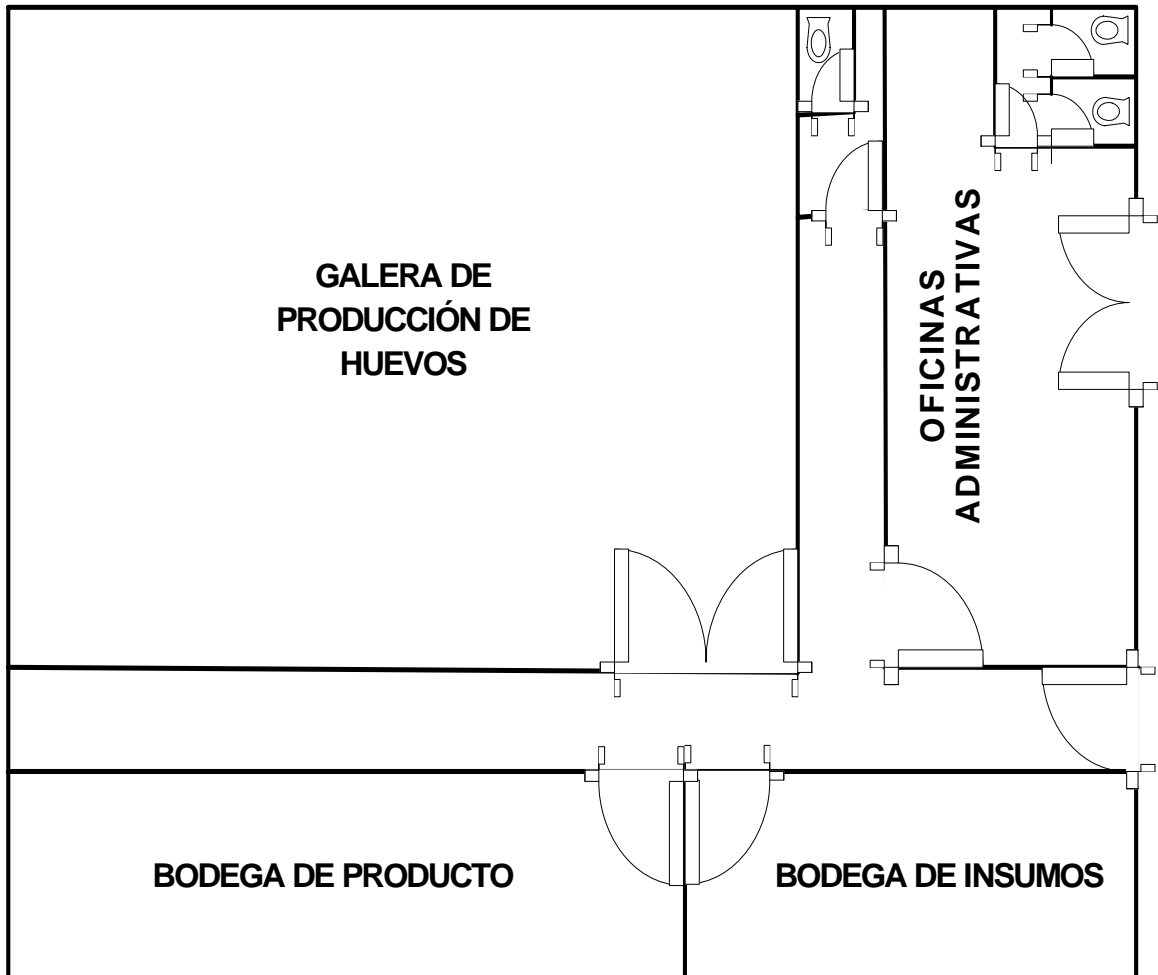 GALERA DE
PRODUCCIÓN DE
HUEVOS
OFICINAS
ADMINISTRATIVAS
BODEGA DE PRODUCTO
BODEGA DE INSUMOS